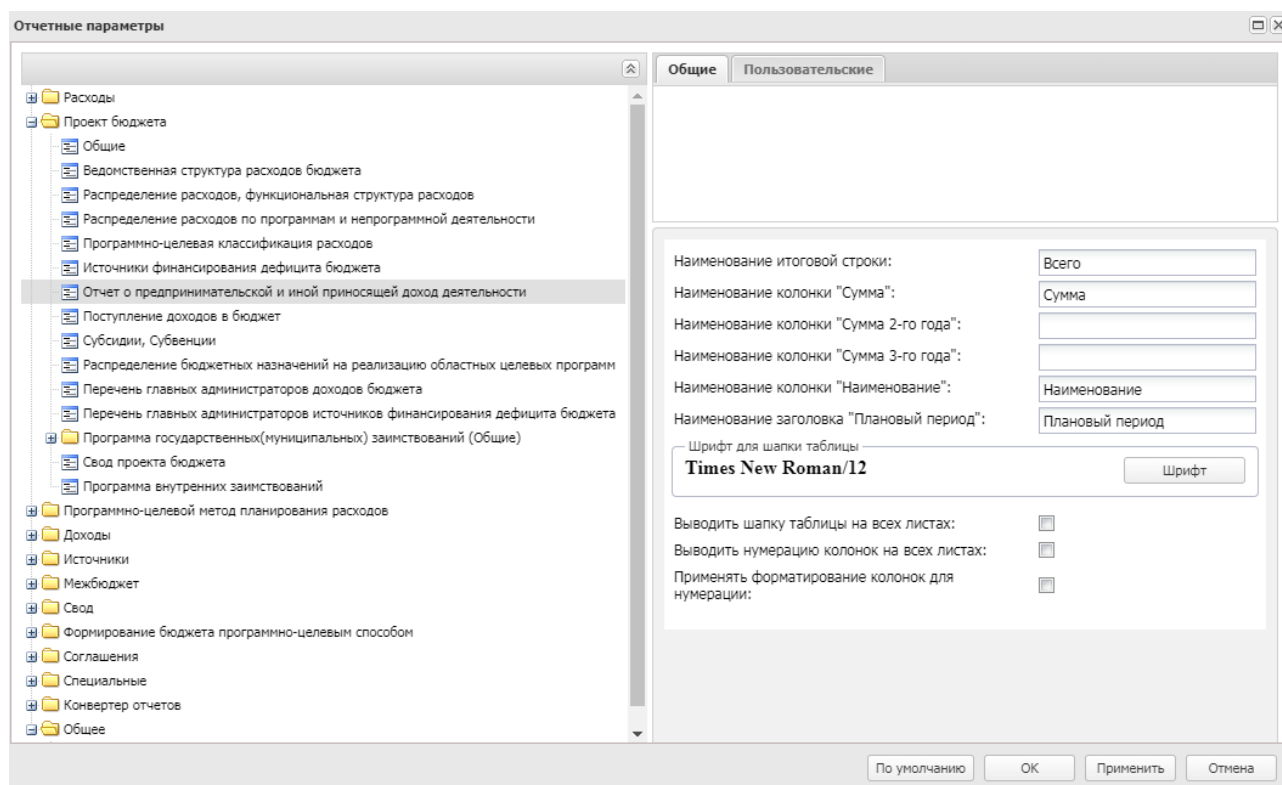 Отчетные параметры
Расходы
Проект бюджета
Общие
Ведомственная структура расходов бюджета
Распределение расходов, функциональная структура расходов
Распределение расходов по программам и непрограммной деятельности
Программно-целевая классификация расходов
Источники финансирования дефицита бюджета
Отчет о предпринимательской и иной приносящей доход деятельности
Поступление доходов в бюджет
Субсидии, Субвенции
Распределение бюджетных назначений на реализацию областных целевых программ
Перечень главных администраторов доходов бюджета
Перечень главных администраторов источников финансирования дефицита бюджета
Программа государственных(муниципальных) заимствований (Общие)
Свод проекта бюджета
Программа внутренних заимствований
Программно-целевой метод планирования расходов
Доходы
Источники
Межбюджет
Свод
Формирование бюджета программно-целевым способом
Соглашения
Специальные
Конвертер отчетов
Общее
Общие Пользовательские
Наименование итоговой строки: Всего
Наименование колонки "Сумма": Сумма
Наименование колонки "Сумма 2-го года":
Наименование колонки "Сумма 3-го года":
Наименование колонки "Наименование": Наименование
Наименование заголовка "Плановый период": Плановый период
Шрифт для шапки таблицы
Times New Roman/12 Шрифт
Выводить шапку таблицы на всех листах:
Выводить нумерацию колонок на всех листах:
Применять форматирование колонок для
нумерации:
По умолчанию OK Применить Отмена